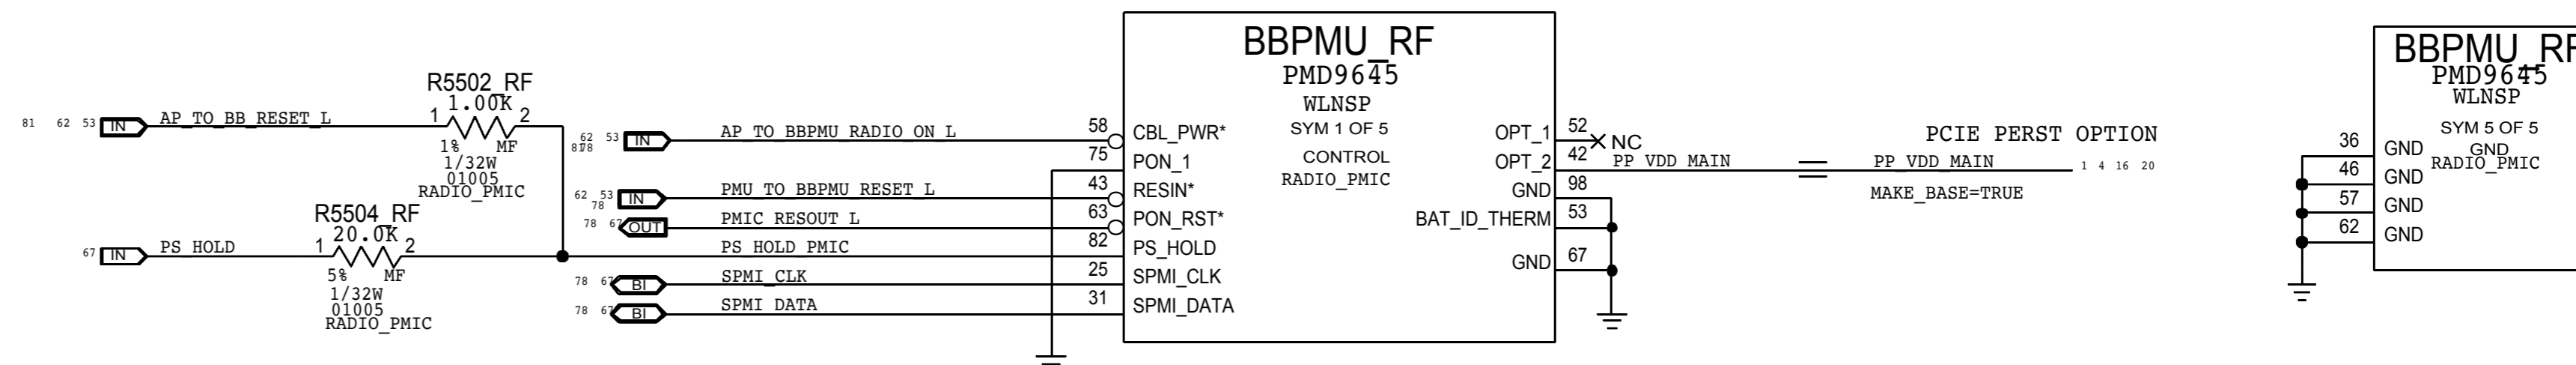 BBPMU_RF
PMD9645
WLNSP
SYM 1 OF 5
CONTROL
RADIO_PMIC
R5502_RF
1.00K
1 2
1% MF
1/32W
01005
RADIO_PMIC
81 62 53 IN AP_TO_BB_RESET_L
R5504_RF
20.0K
1 2
5% MF
1/32W
01005
RADIO_PMIC
67 IN PS_HOLD
62 53 IN AP_TO_BBPMU_RADIO_ON_L 58 CBL_PWR*
75 PON_1
62 53 IN PMU_TO_BBPMU_RESET_L 43 RESIN*
78
78 67 OUT PMIC_RESOUT_L 63 PON_RST*
PS_HOLD_PMIC 82 PS_HOLD
78 67 BI SPMI_CLK 25 SPMI_CLK
78 67 BI SPMI_DATA 31 SPMI_DATA
OPT_1 52 NC
OPT_2 42 PP_VDD_MAIN
GND 98
BAT_ID_THERM 53
GND 67
PCIE PERST OPTION
PP_VDD_MAIN 1 4 16 20
MAKE_BASE=TRUE
BBPMU_RF
PMD9645
WLNSP
SYM 5 OF 5
GND
RADIO_PMIC
36 GND
46 GND
57 GND
62 GND